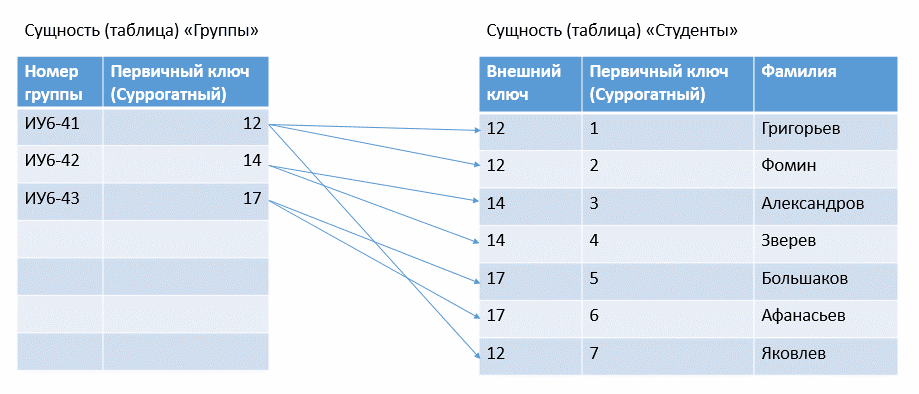 Сущность (таблица) «Группы»
Номер группы
Первичный ключ (Суррогатный)
ИУ6-41 12
ИУ6-42 14
ИУ6-43 17
Сущность (таблица) «Студенты»
Внешний ключ
Первичный ключ (Суррогатный)
Фамилия
12 1 Григорьев
12 2 Фомин
14 3 Александров
14 4 Зверев
17 5 Большаков
17 6 Афанасьев
12 7 Яковлев